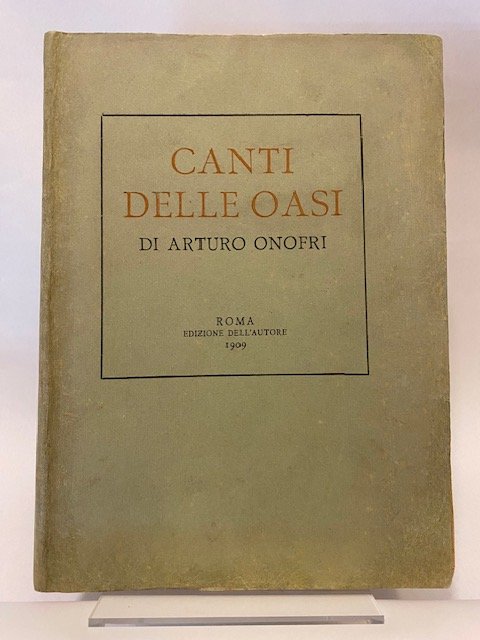 CANTI
DELLE OASI
DI ARTURO ONOFRI
ROMA
EDIZIONE DELL'AUTORE
1909